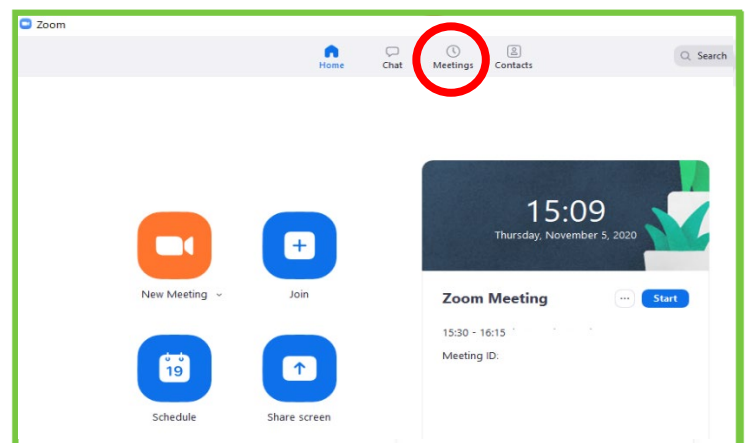 Zoom
Home Chat Meetings Contacts Search
15:09
Thursday, November 5, 2020
New Meeting Join
Zoom Meeting ... Start
15:30 - 16:15
Meeting ID:
19
Schedule Share screen